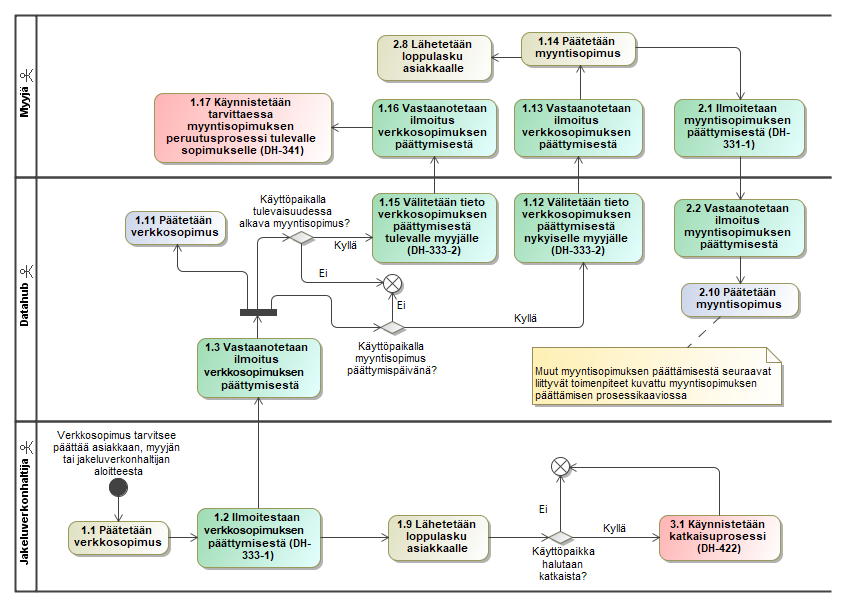 Myyjä
2.8 Lähetetään
loppulasku
asiakkaalle
1.14 Päätetään
myyntisopimus
1.17 Käynnistetään
tarvittaessa
myyntisopimuksen
peruutusprosessi tulevalle
sopimukselle (DH-341)
1.16 Vastaanotetaan
ilmoitus
verkkosopimuksen
päättymisestä
1.13 Vastaanotetaan
ilmoitus
verkkosopimuksen
päättymisestä
2.1 Ilmoitetaan
myyntisopimuksen
päättymisestä (DH-
331-1)
Datahub
1.11 Päätetään
verkkosopimus
Käyttöpaikalla
tulevaisuudessa
alkava myyntisopimus?
Kyllä
Ei
1.15 Välitetään tieto
verkkosopimuksen
päättymisestä
tulevalle myyjälle
(DH-333-2)
1.12 Välitetään tieto
verkkosopimuksen
päättymisestä
nykyiselle myyjälle
(DH-333-2)
2.2 Vastaanotetaan
ilmoitus
myyntisopimuksen
päättymisestä
2.10 Päätetään
myyntisopimus
Ei
Kyllä
Käyttöpaikalla
myyntisopimus
päättymispäivänä?
1.3 Vastaanotetaan
ilmoitus
verkkosopimuksen
päättymisestä
Muut myyntisopimuksen päättämisestä seuraavat
liittyvät toimenpiteet kuvattu myyntisopimuksen
päättämisen prosessikaaviossa
Jakeluverkonhaltija
Verkkosopimus tarvitsee
päättää asiakkaan, myyjän
tai jakeluverkonhaltijan
aloitteesta
1.1 Päätetään
verkkosopimus
1.2 Ilmoitestaan
verkkosopimuksen
päättymisestä (DH-
333-1)
1.9 Lähetetään
loppulasku
asiakkaalle
Ei
Kyllä
Käyttöpaikka
halutaan
katkaista?
3.1 Käynnistetään
katkaisuprosessi
(DH-422)